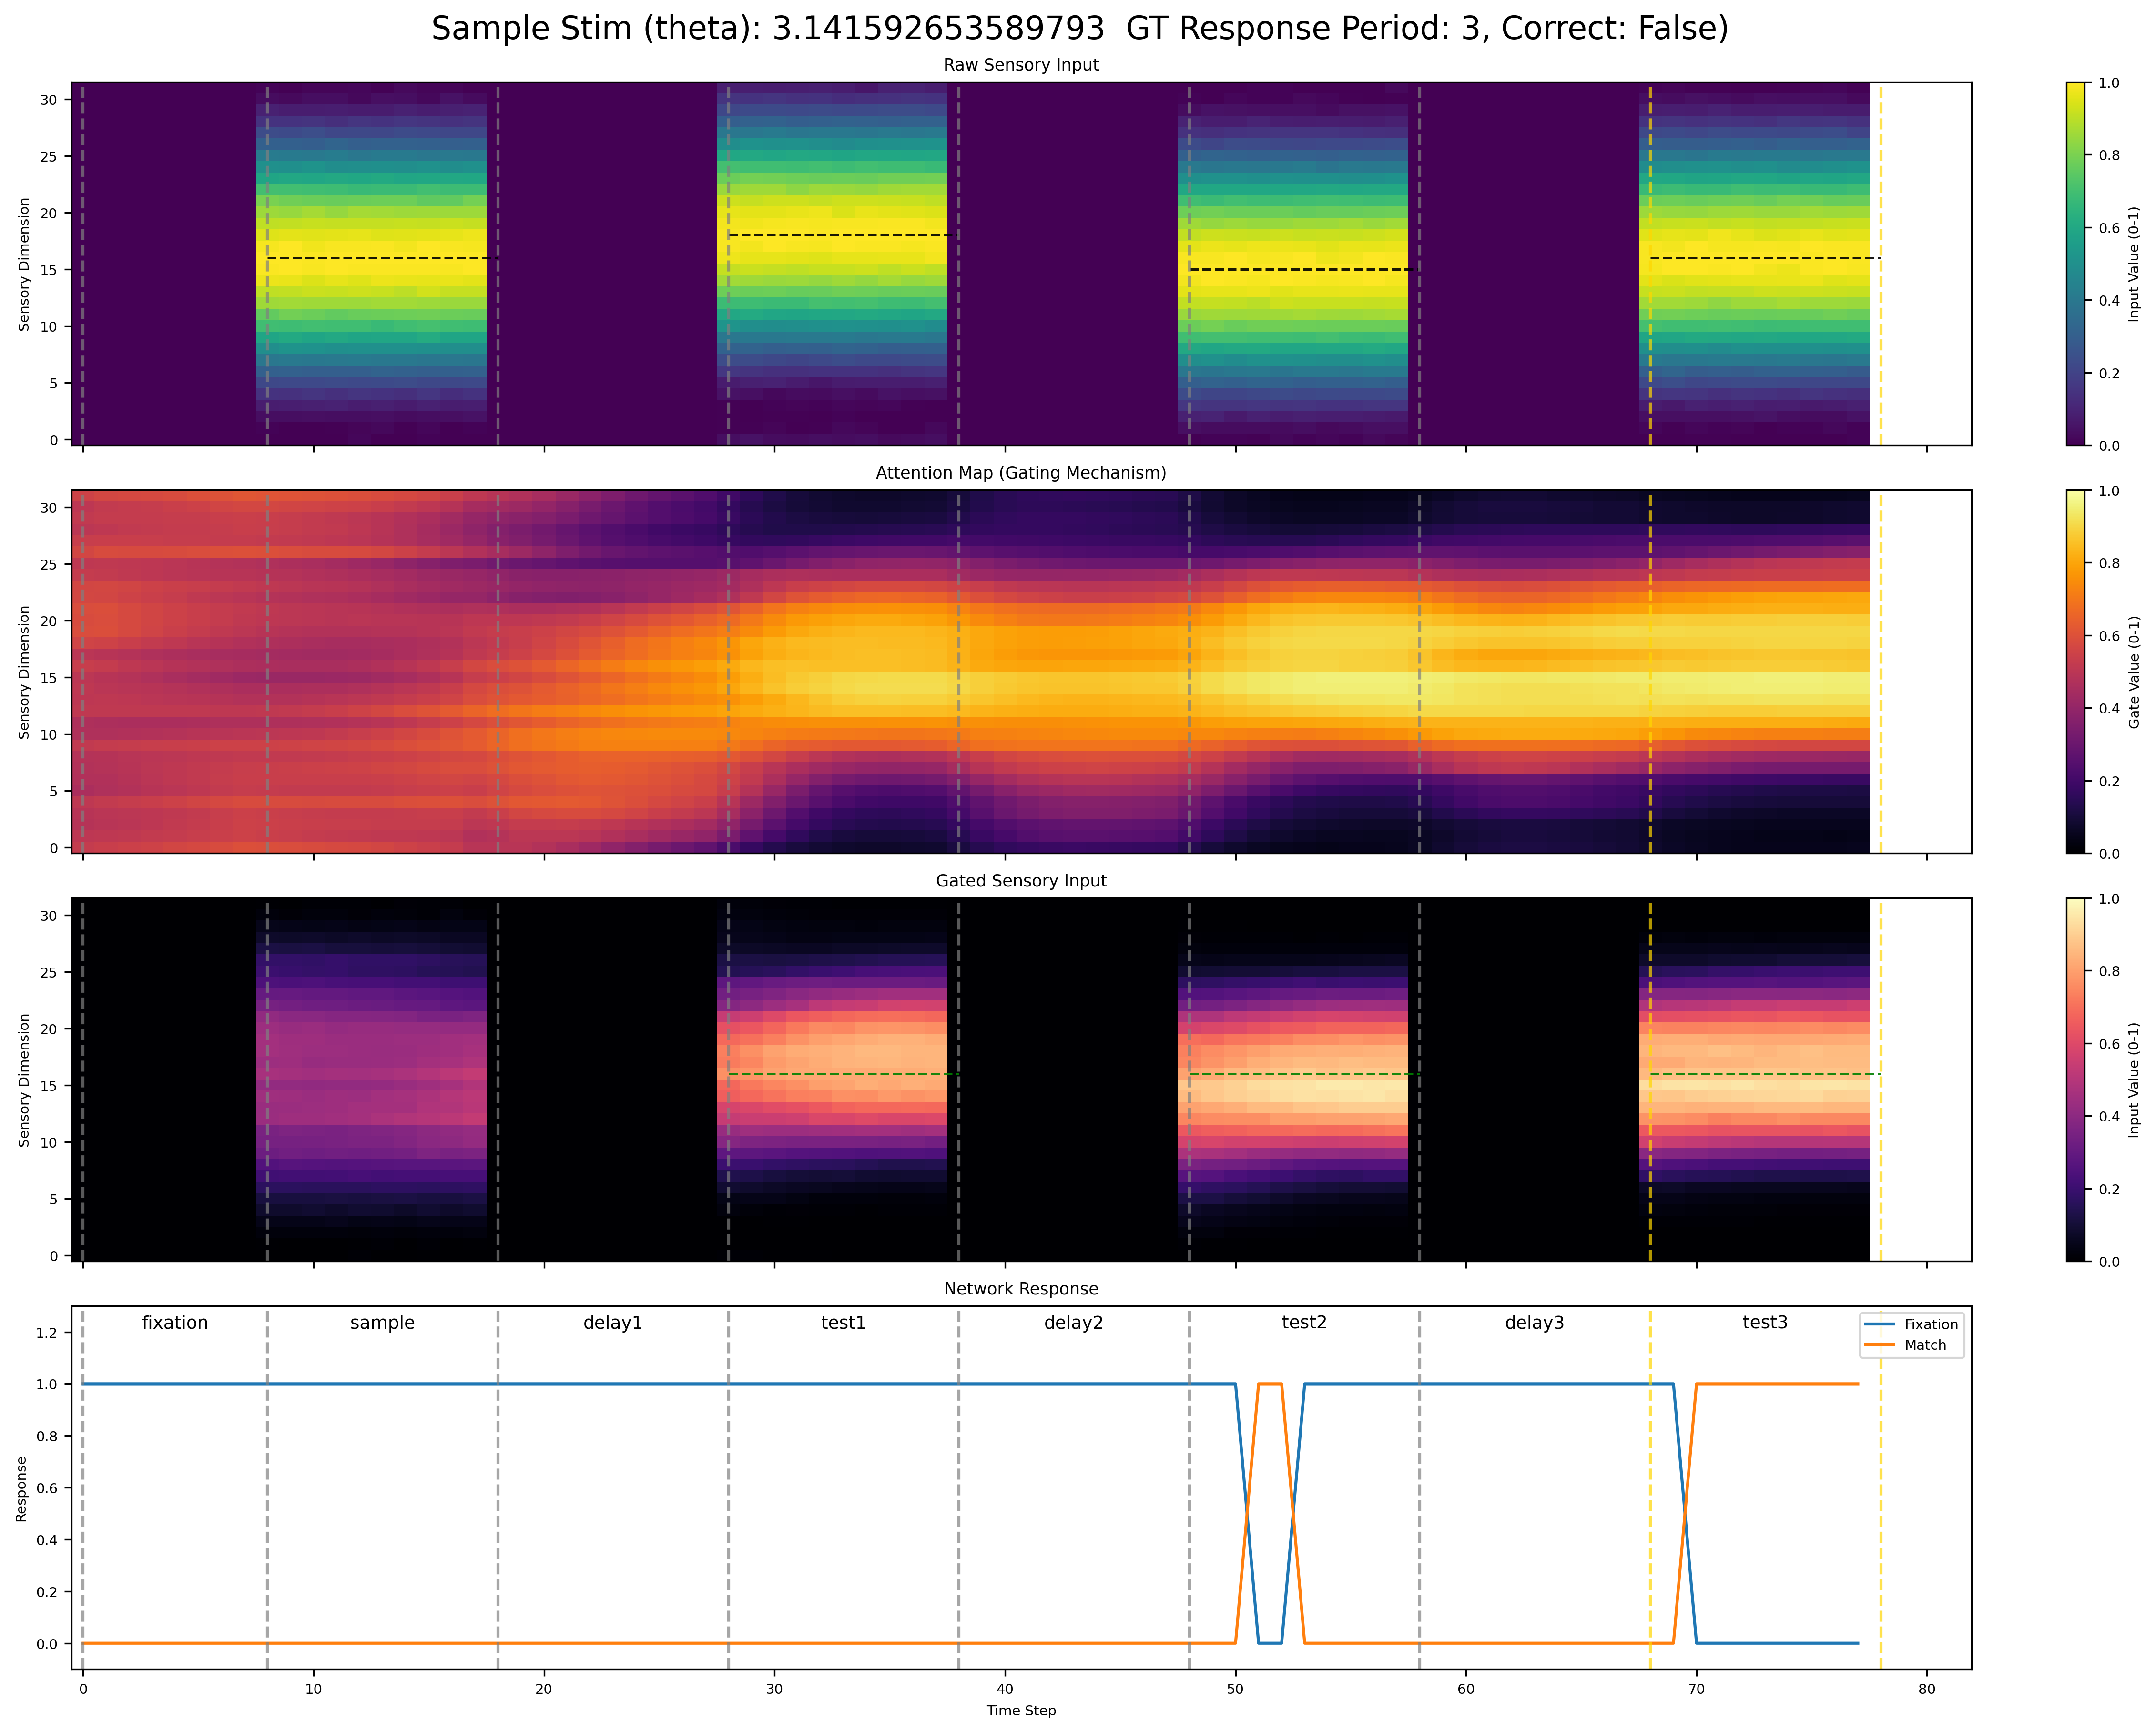 Sample Stim (theta): 3.141592653589793  GT Response Period: 3, Correct: False)
Raw Sensory Input
Sensory Dimension
30
25
20
15
10
5
0
1.0
0.8
0.6
0.4
0.2
0.0
Input Value (0-1)
Attention Map (Gating Mechanism)
Sensory Dimension
30
25
20
15
10
5
0
1.0
0.8
0.6
0.4
0.2
0.0
Gate Value (0-1)
Gated Sensory Input
Sensory Dimension
30
25
20
15
10
5
0
1.0
0.8
0.6
0.4
0.2
0.0
Input Value (0-1)
Network Response
fixation sample delay1 test1 delay2 test2 delay3 test3
Fixation
Match
Response
1.2
1.0
0.8
0.6
0.4
0.2
0.0
0 10 20 30 40 50 60 70 80
Time Step